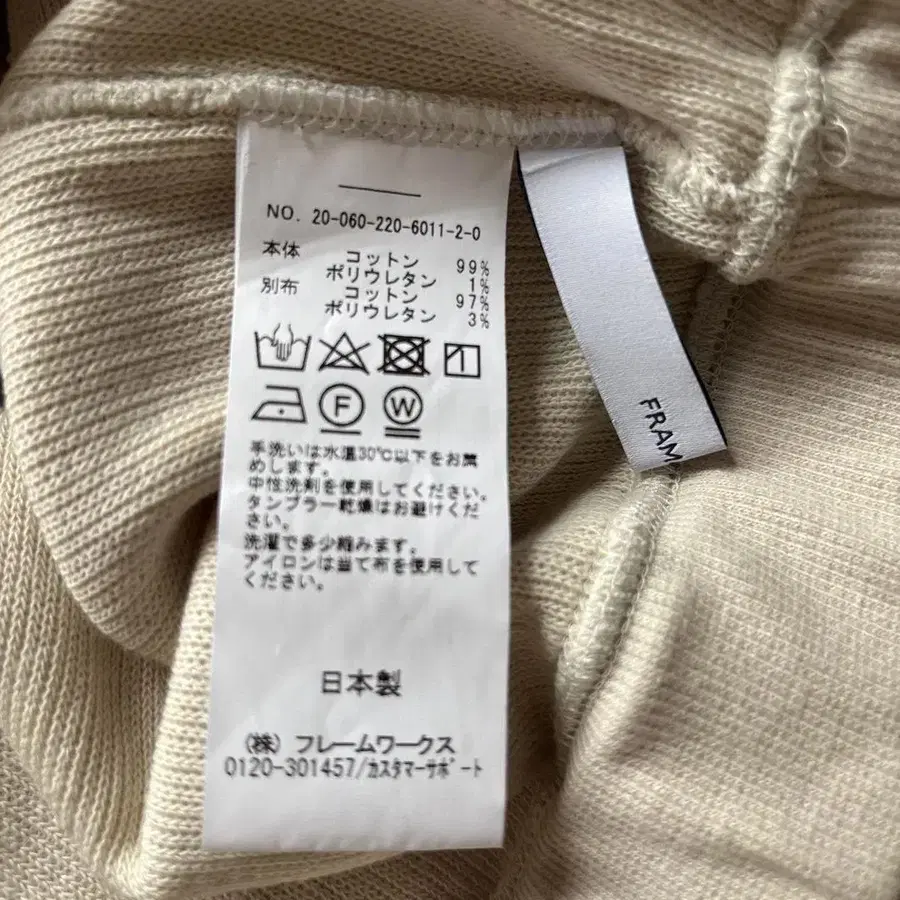 NO. 20-060-220-6011-2-0
本体 コットン 99%
ポリウレタン 1%
別布 コットン 97%
ポリウレタン 3%
F W
手洗いは水温30℃以下をお薦
めします。
中性洗剤を使用してください。
タンブラー乾燥はお避けくだ
さい。
洗濯で多少縮みます。
アイロンは当て布を使用して
ください。
日本製
(株) フレームワークス
0120-301457/カスタマーサポート
FRAM